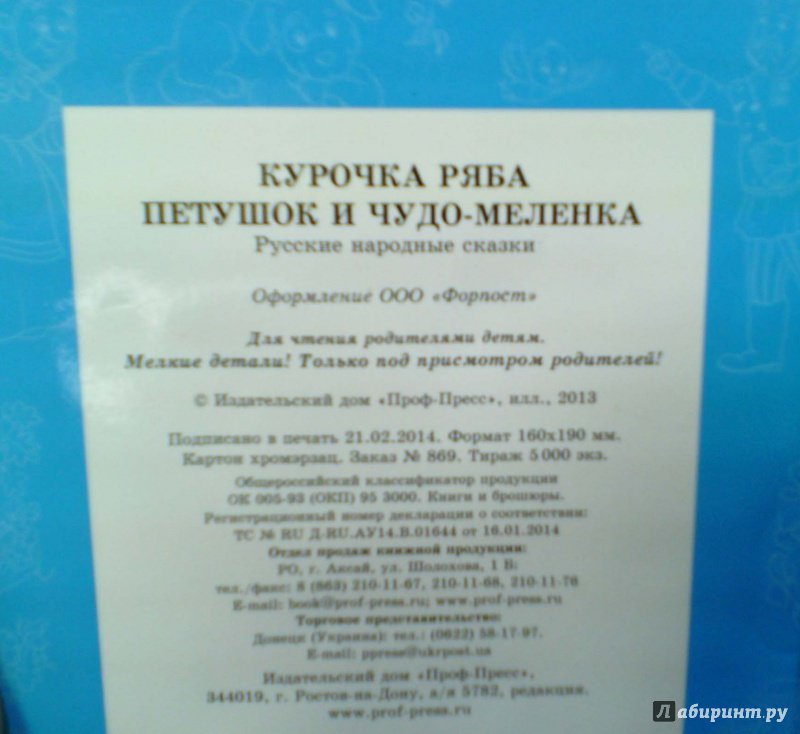 КУРОЧКА РЯБА
ПЕТУШОК И ЧУДО-МЕЛЕНКА
Русские народные сказки
Оформление ООО «Форпост»
Для чтения родителями детям.
Мелкие детали! Только под присмотром родителей!
© Издательский дом «Проф-Пресс», илл., 2013
Подписано в печать 21.02.2014. Формат 160х190 мм.
Картон хромэрзац. Заказ № 869. Тираж 5 000 экз.
Общероссийский классификатор продукции
ОК 005-93 (ОКП) 95 3000. Книги и брошюры.
Регистрационный номер декларации о соответствии:
ТС № RU Д-RU.АУ14.В.01644 от 16.01.2014
Отдел продаж книжной продукции:
РО, г. Аксай, ул. Шолохова, 1 В;
тел./факс: 8 (863) 210-11-67, 210-11-68, 210-11-76
E-mail: book@prof-press.ru; www.prof-press.ru
Торговое представительство:
Донецк (Украина): тел.: (0622) 58-17-97.
E-mail: ppress@ukrpost.ua
Издательский дом «Проф-Пресс»,
344019, г. Ростов-на-Дону, а/я 5782, редакция.
www.prof-press.ru
Лабиринт.ру